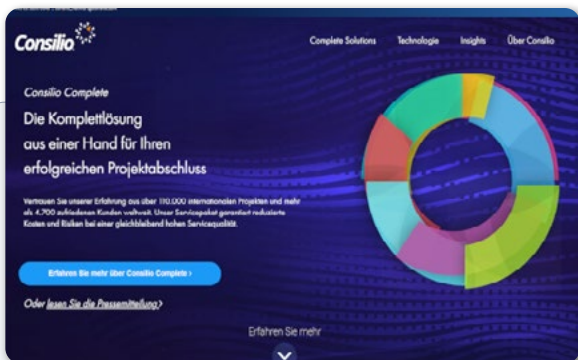 Consilio
Complete Solutions Technologie Insights Über Consilio
Consilio Complete
Die Komplettlösung
aus einer Hand für Ihren
erfolgreichen Projektabschluss
Vertrauen Sie unserer Erfahrung aus über 110.000 internationalen Projekten und mehr
als 4.700 zufriedenen Kunden weltweit. Unser Servicepaket garantiert reduzierte
Kosten und Risiken bei einer gleichbleibend hohen Servicequalität.
Erfahren Sie mehr über Consilio Complete ›
Oder lesen Sie die Pressemitteilung>
Erfahren Sie mehr